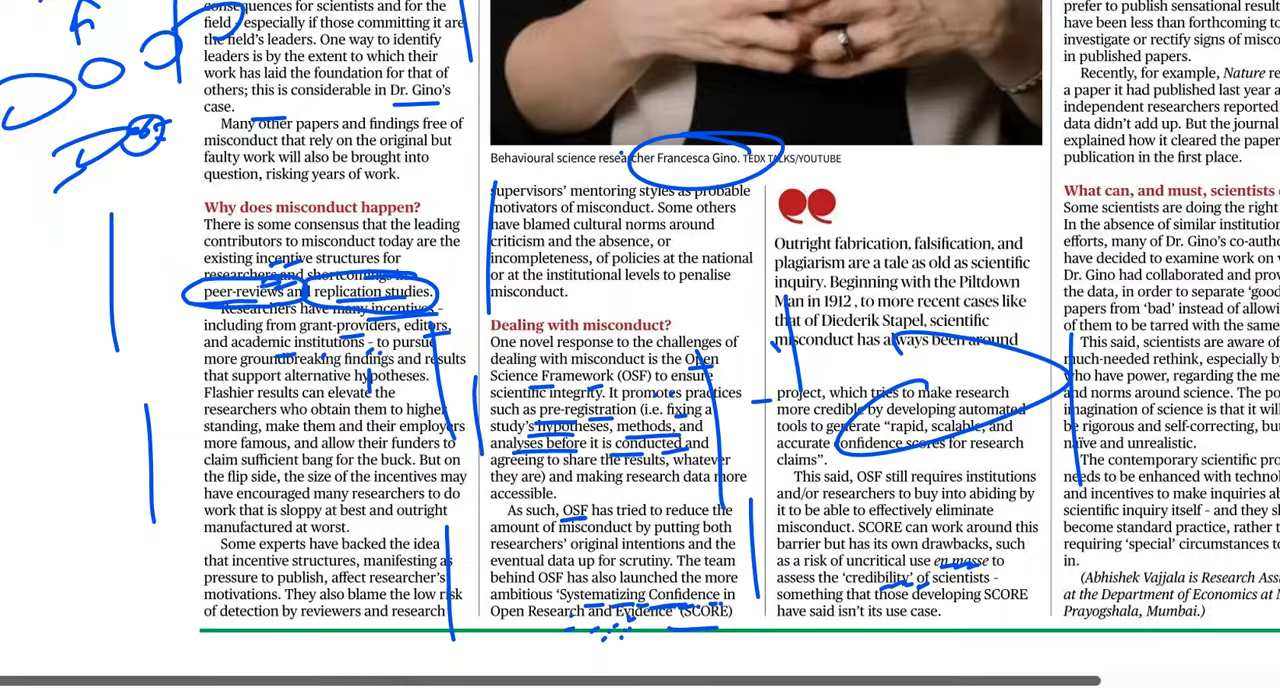 consequences for scientists and for the
field - especially if those committing it are
the field's leaders. One way to identify
leaders is by the extent to which their
work has laid the foundation for that of
others; this is considerable in Dr. Gino's
case.
Many other papers and findings free of
misconduct that rely on the original but
faulty work will also be brought into
question, risking years of work.
Why does misconduct happen?
There is some consensus that the leading
contributors to misconduct today are the
existing incentive structures for
researchers and shortcomings in
peer-reviews and replication studies.
Researchers have many incentives -
including from grant-providers, editors,
and academic institutions - to pursue
more groundbreaking findings and results
that support alternative hypotheses.
Flashier results can elevate the
researchers who obtain them to higher
standing, make them and their employers
more famous, and allow their funders to
claim sufficient bang for the buck. But on
the flip side, the size of the incentives may
have encouraged many researchers to do
work that is sloppy at best and outright
manufactured at worst.
Some experts have backed the idea
that incentive structures, manifesting as
pressure to publish, affect researcher's
motivations. They also blame the low risk
of detection by reviewers and research
Behavioural science researcher Francesca Gino. TEDX TALKS/YOUTUBE
supervisors' mentoring styles as probable
motivators of misconduct. Some others
have blamed cultural norms around
criticism and the absence, or
incompleteness, of policies at the national
or at the institutional levels to penalise
misconduct.
Dealing with misconduct?
One novel response to the challenges of
dealing with misconduct is the Open
Science Framework (OSF) to ensure
scientific integrity. It promotes practices
such as pre-registration (i.e. fixing a
study's hypotheses, methods, and
analyses before it is conducted and
agreeing to share the results, whatever
they are) and making research data more
accessible.
As such, OSF has tried to reduce the
amount of misconduct by putting both
researchers' original intentions and the
eventual data up for scrutiny. The team
behind OSF has also launched the more
ambitious 'Systematizing Confidence in
Open Research and Evidence' (SCORE)
Outright fabrication, falsification, and
plagiarism are a tale as old as scientific
inquiry. Beginning with the Piltdown
Man in 1912, to more recent cases like
that of Diederik Stapel, scientific
misconduct has always been around
project, which tries to make research
more credible by developing automated
tools to generate “rapid, scalable, and
accurate confidence scores for research
claims”.
This said, OSF still requires institutions
and/or researchers to buy into abiding by
it to be able to effectively eliminate
misconduct. SCORE can work around this
barrier but has its own drawbacks, such
as a risk of uncritical use en masse to
assess the 'credibility' of scientists -
something that those developing SCORE
have said isn't its use case.
prefer to publish sensational result
have been less than forthcoming to
investigate or rectify signs of misco
in published papers.
Recently, for example, Nature re
a paper it had published last year a
independent researchers reported
data didn't add up. But the journal
explained how it cleared the paper
publication in the first place.
What can, and must, scientists
Some scientists are doing the right
In the absence of similar institution
efforts, many of Dr. Gino's co-autho
have decided to examine work on
Dr. Gino had collaborated and prov
the data, in order to separate 'good
papers from 'bad' instead of allowi
of them to be tarred with the same
This said, scientists are aware of
much-needed rethink, especially by
who have power, regarding the me
and norms around science. The po
imagination of science is that it will
be rigorous and self-correcting, bu
naïve and unrealistic.
The contemporary scientific pro
needs to be enhanced with technol
and incentives to make inquiries ab
scientific inquiry itself - and they sh
become standard practice, rather t
requiring 'special' circumstances to
in.
(Abhishek Vajjala is Research Ass
at the Department of Economics at M
Prayogshala, Mumbai.)